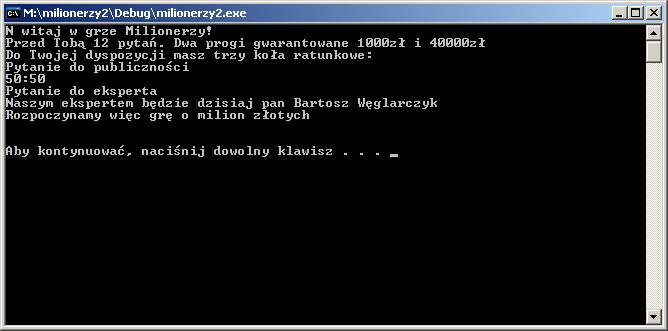 M:\milionerzy2\Debug\milionerzy2.exe
N witaj w grze Milionerzy!
Przed Tobą 12 pytań. Dwa progi gwarantowane 1000zł i 40000zł
Do Twojej dyspozycji masz trzy koła ratunkowe:
Pytanie do publiczności
50:50
Pytanie do eksperta
Naszym ekspertem będzie dzisiaj pan Bartosz Węglarczyk
Rozpoczynamy więc grę o milion złotych
Aby kontynuować, naciśnij dowolny klawisz . . . _